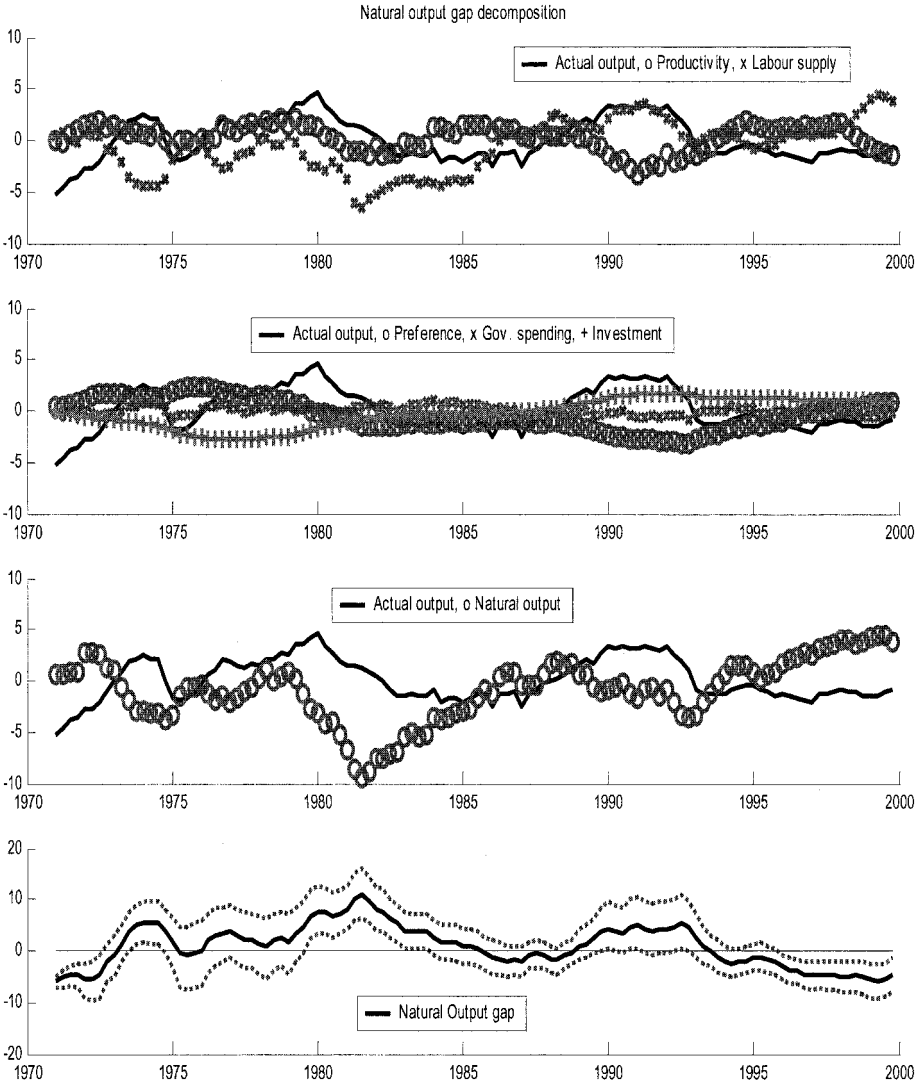 Natural output gap decomposition
10
Actual output, o Productivity, x Labour supply
5
0
-5
-10
1970 1975 1980 1985 1990 1995 2000
10
Actual output, o Preference, x Gov. spending, + Investment
5
0
-5
-10
1970 1975 1980 1985 1990 1995 2000
10
Actual output, o Natural output
5
0
-5
-10
1970 1975 1980 1985 1990 1995 2000
20
10
0
-10
Natural Output gap
-20
1970 1975 1980 1985 1990 1995 2000